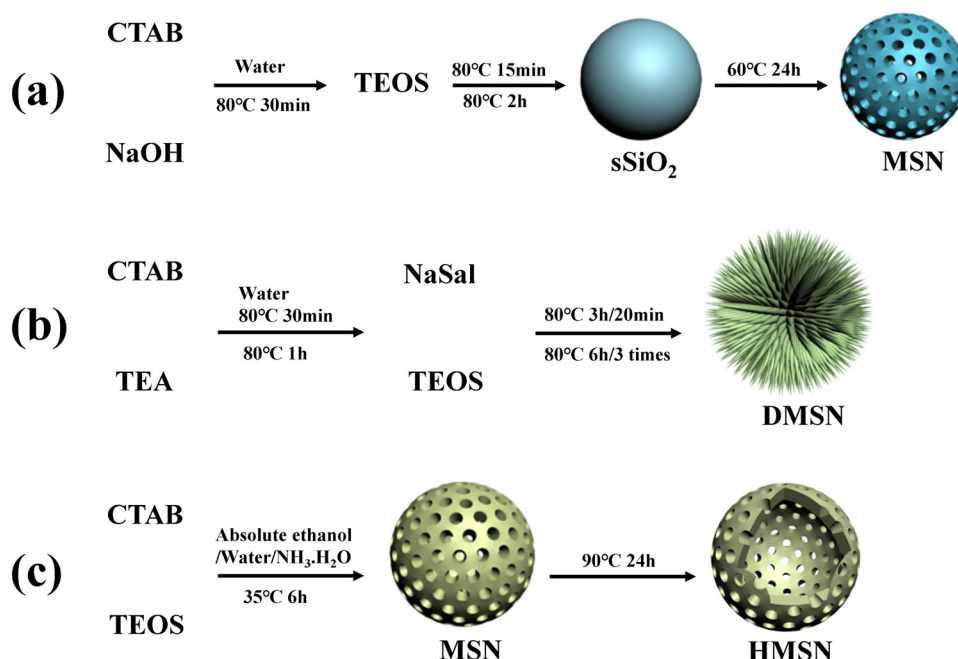 (a)
CTAB
NaOH
Water
80°C 30min
TEOS
80°C 15min
80°C 2h
sSiO₂
60°C 24h
MSN
(b)
CTAB
TEA
Water
80°C 30min
80°C 1h
NaSal
TEOS
80°C 3h/20min
80°C 6h/3 times
DMSN
(c)
CTAB
TEOS
Absolute ethanol
/Water/NH₃.H₂O
35°C 6h
MSN
90°C 24h
HMSN